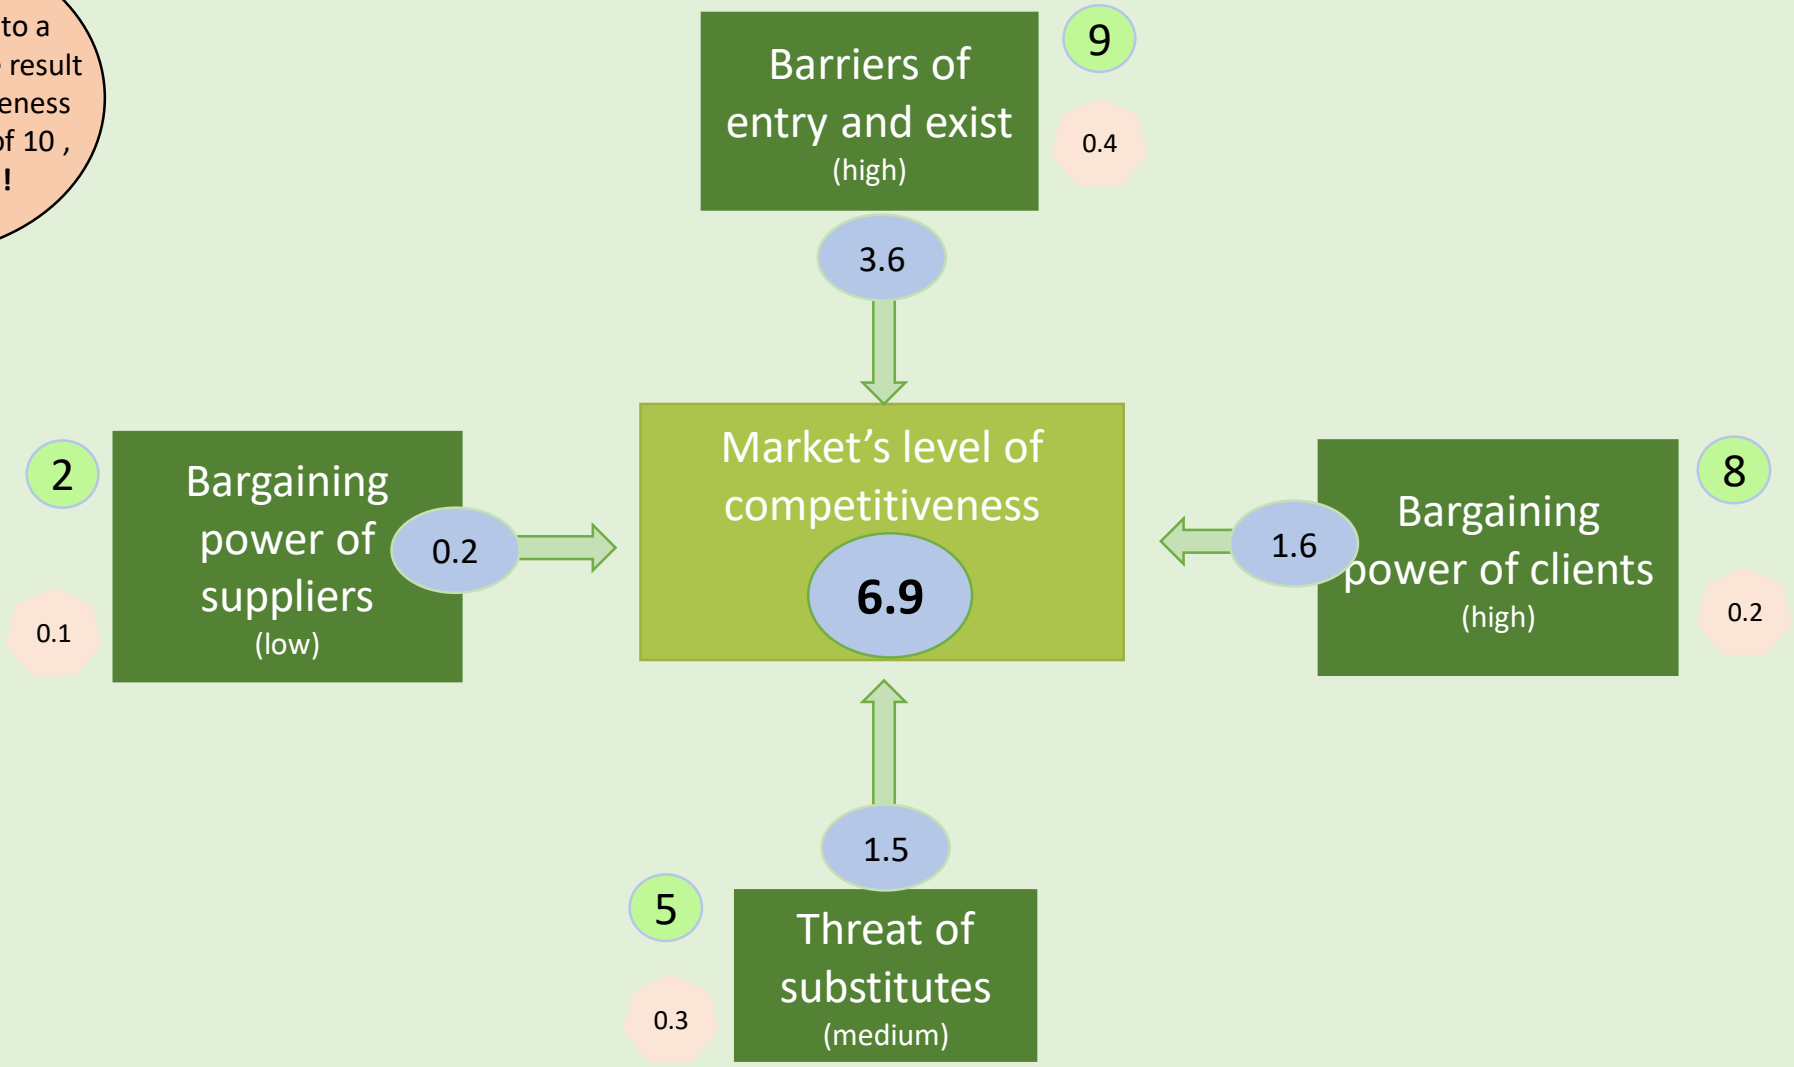 to a
result
of 10 ,
!
Barriers of
entry and exist
(high)
9
0.4
3.6
Market's level of
competitiveness
6.9
2
Bargaining
power of
suppliers
(low)
0.1
0.2
8
Bargaining
power of clients
(high)
0.2
1.6
1.5
5
Threat of
substitutes
(medium)
0.3